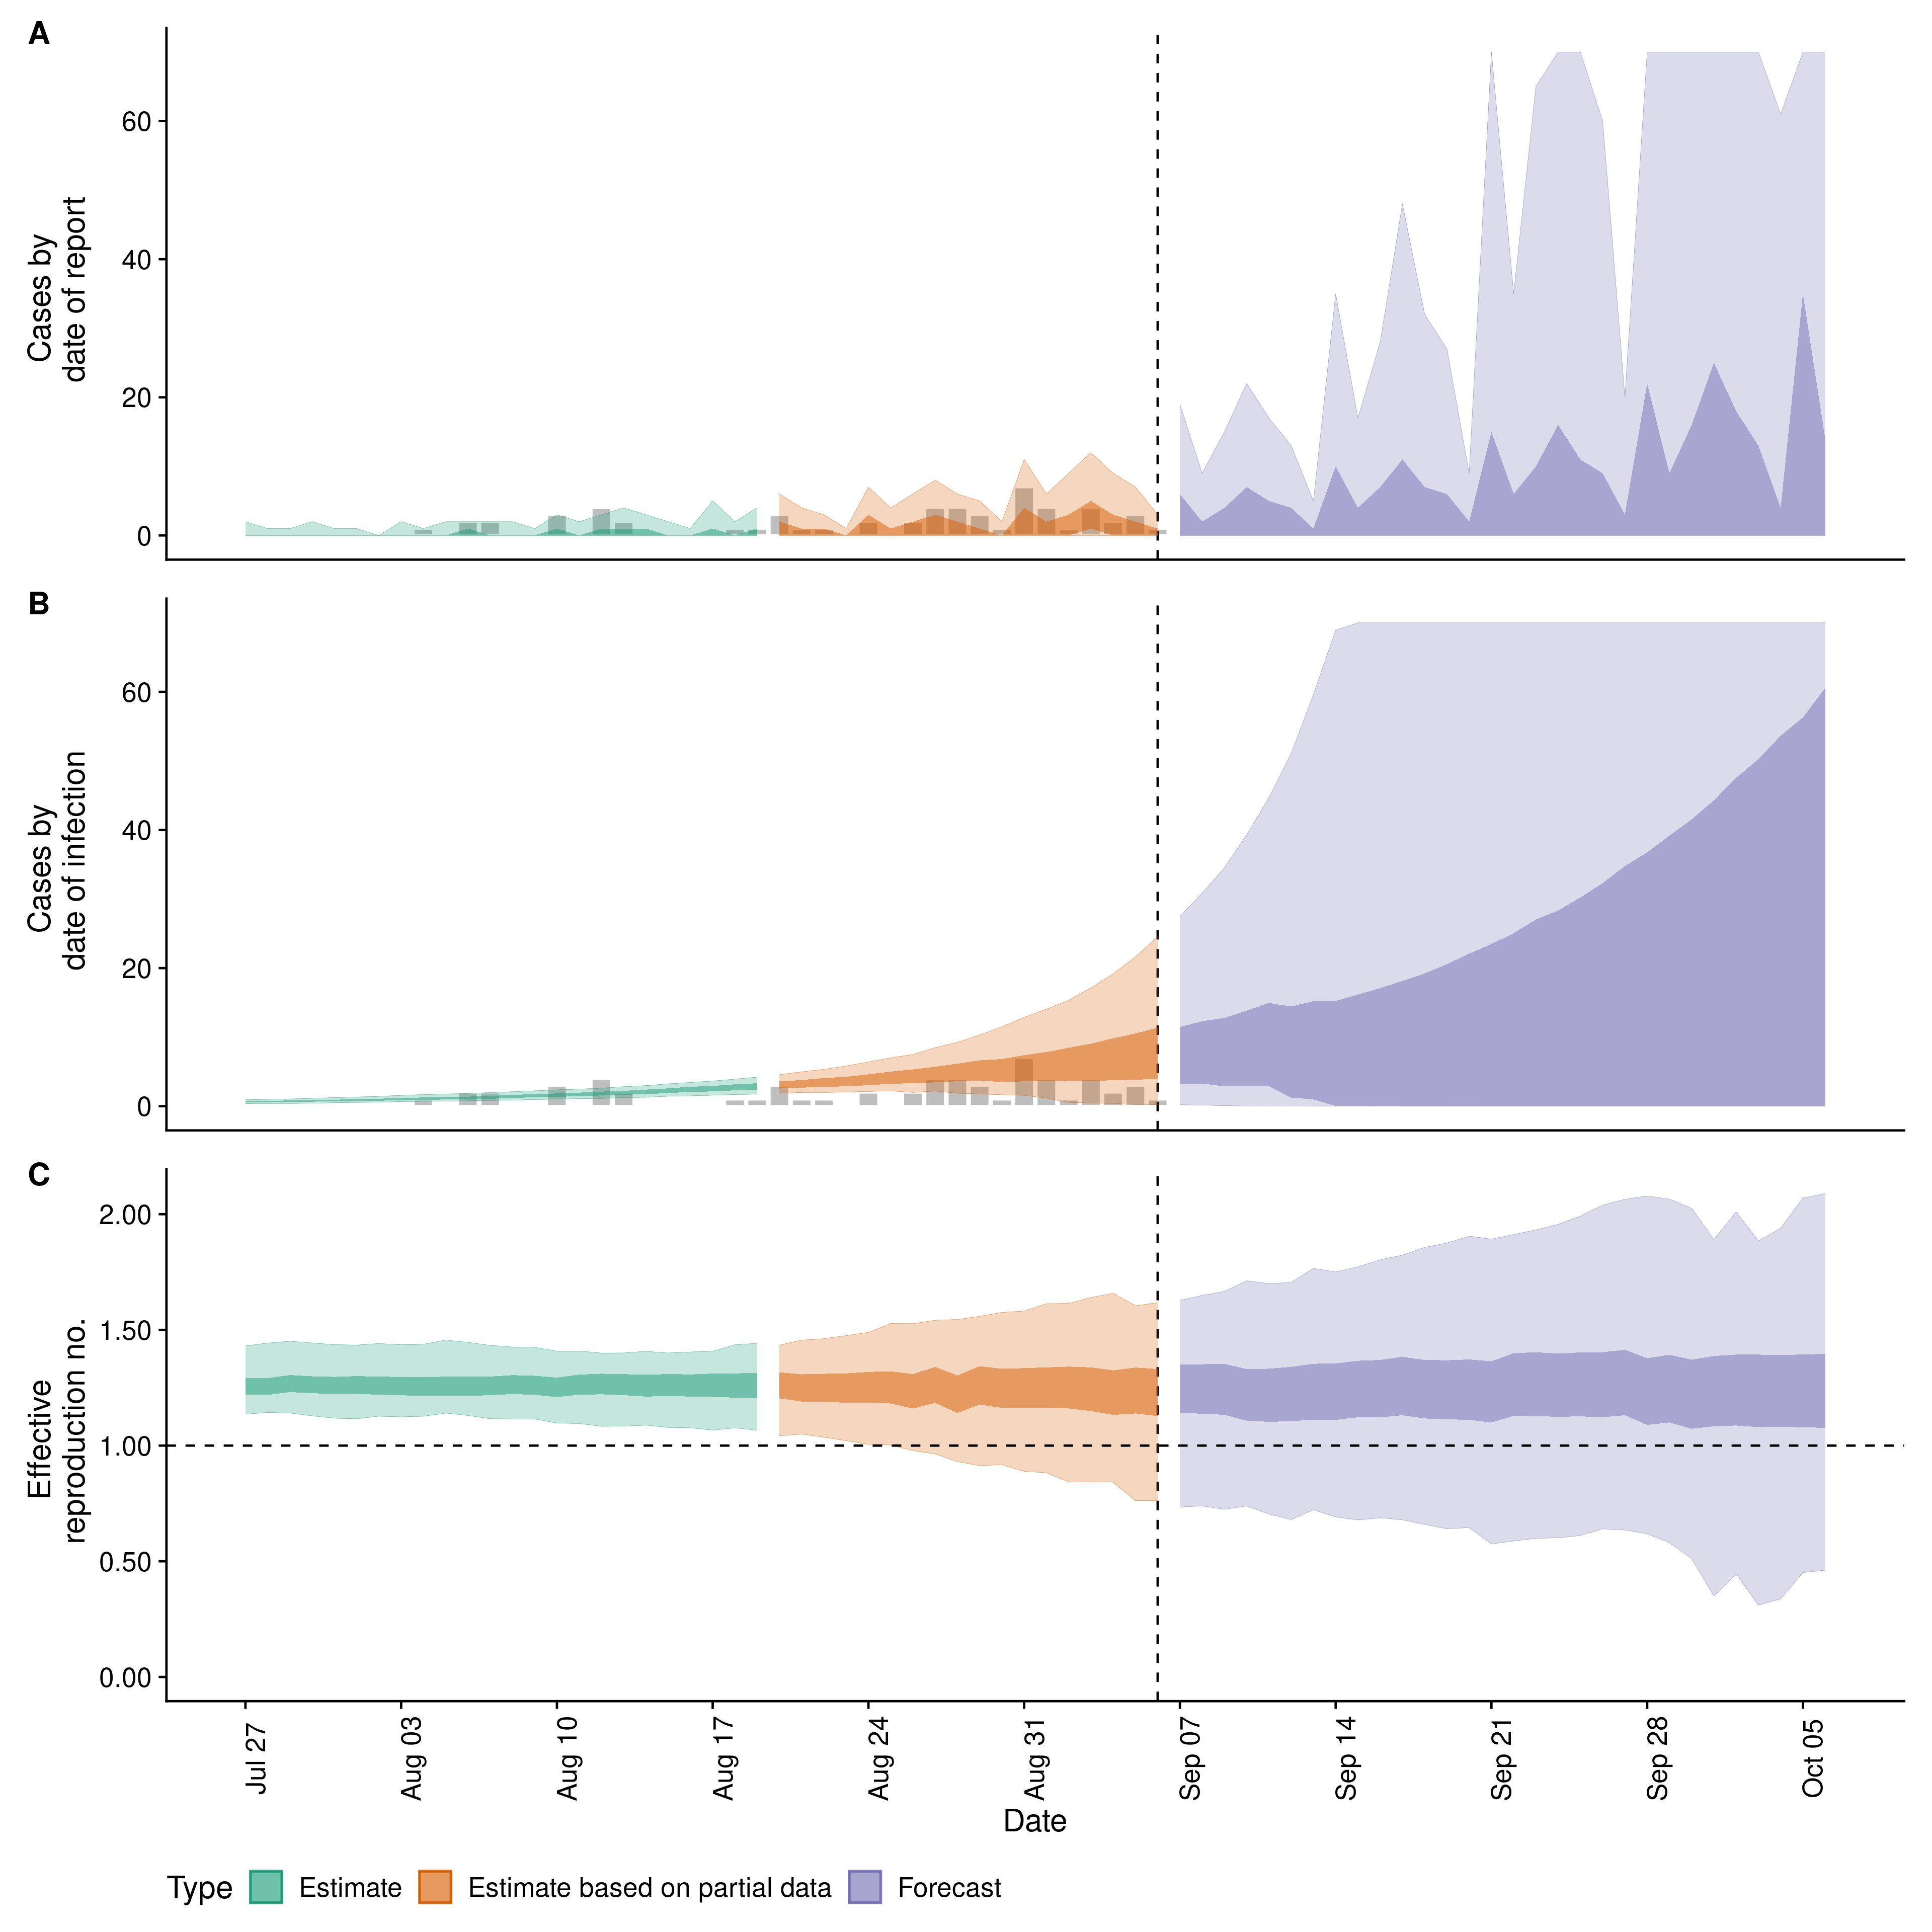 A
Cases by
date of report
60
40
20
0
B
Cases by
date of infection
60
40
20
0
C
Effective
reproduction no.
2.00
1.50
1.00
0.50
0.00
Jul 27
Aug 03
Aug 10
Aug 17
Aug 24
Aug 31
Sep 07
Sep 14
Sep 21
Sep 28
Oct 05
Date
Type Estimate Estimate based on partial data Forecast